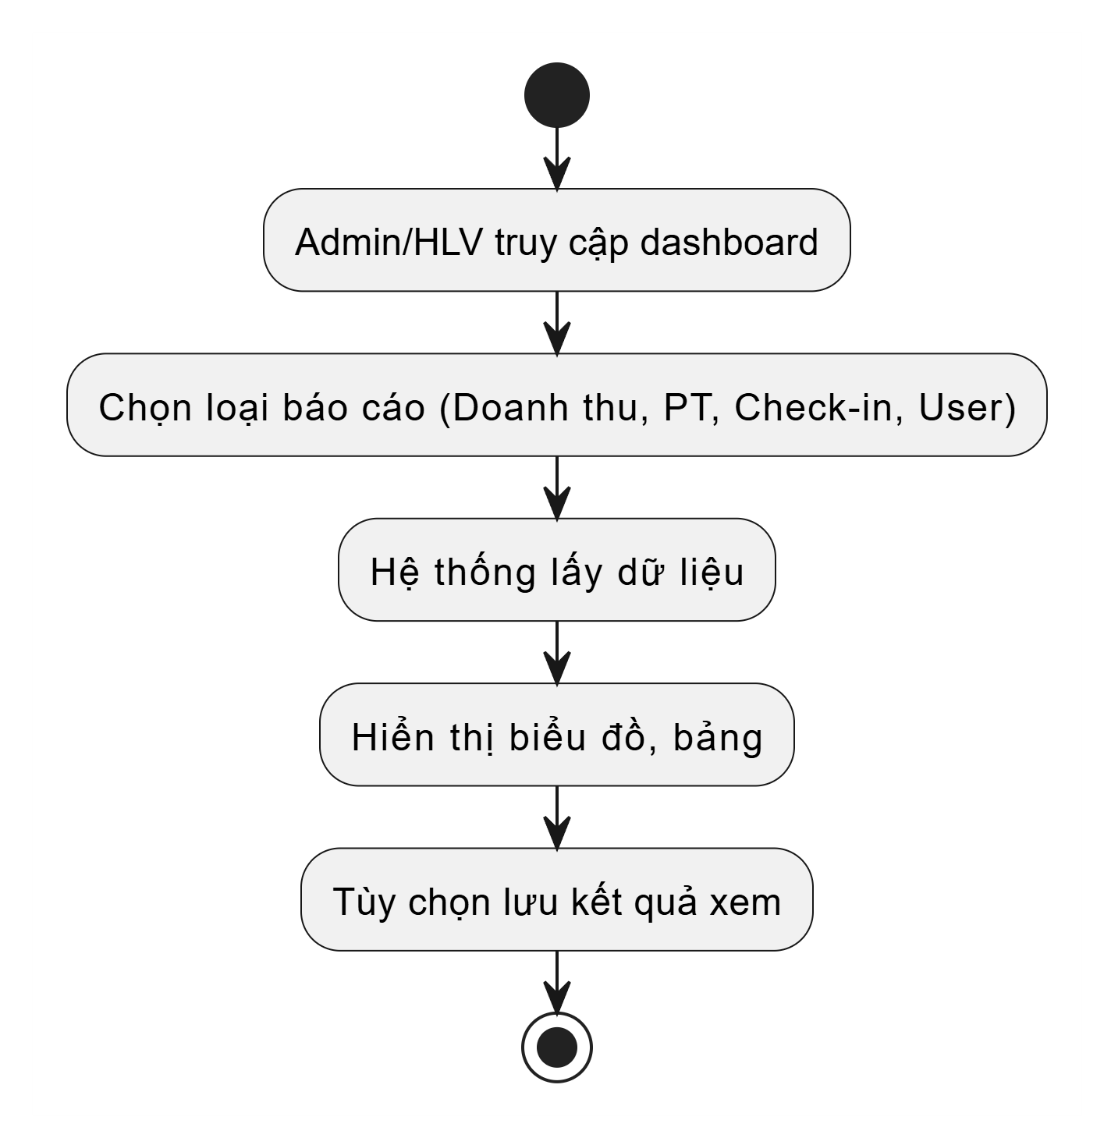 Admin/HLV truy cập dashboard
Chọn loại báo cáo (Doanh thu, PT, Check-in, User)
Hệ thống lấy dữ liệu
Hiển thị biểu đồ, bảng
Tùy chọn lưu kết quả xem